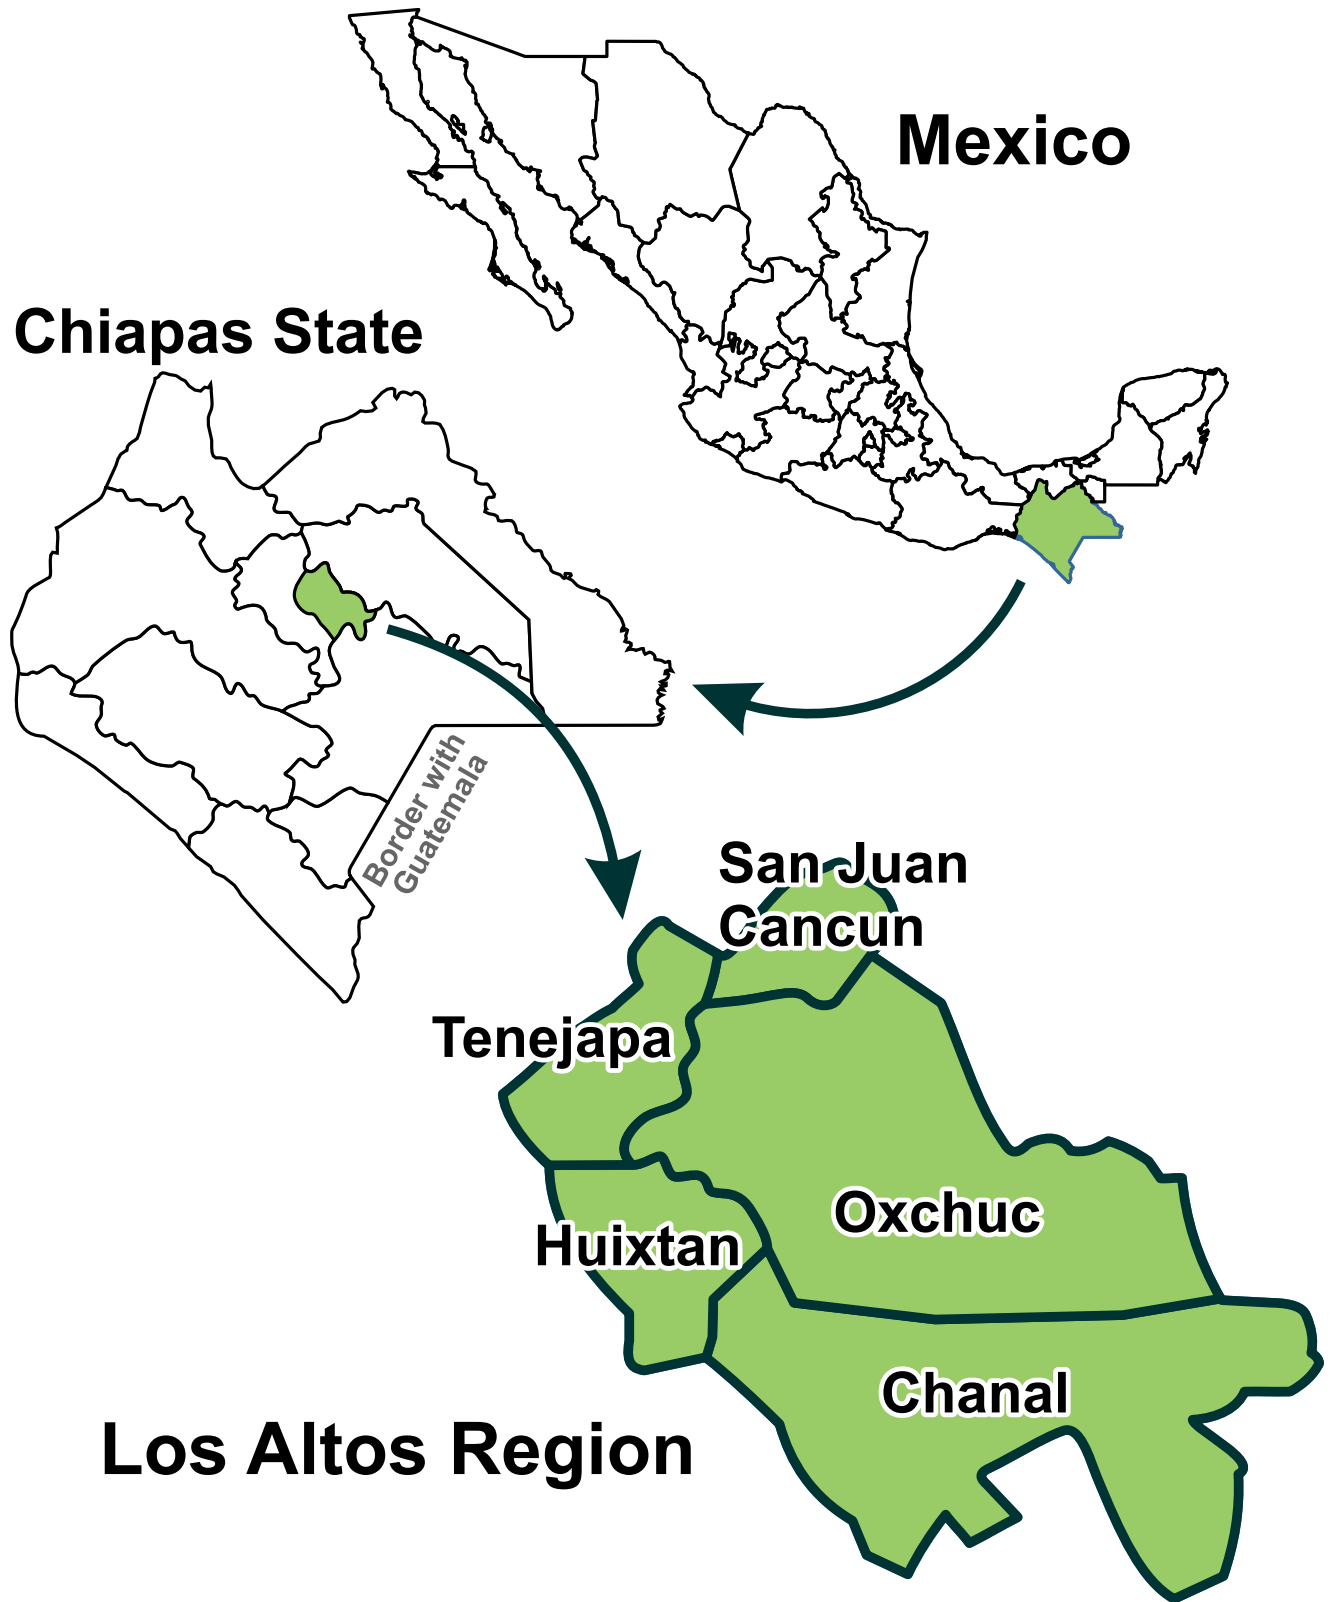 Mexico
Chiapas State
Border with
Guatemala
San Juan
Cancun
Tenejapa
Oxchuc
Huixtan
Chanal
Los Altos Region